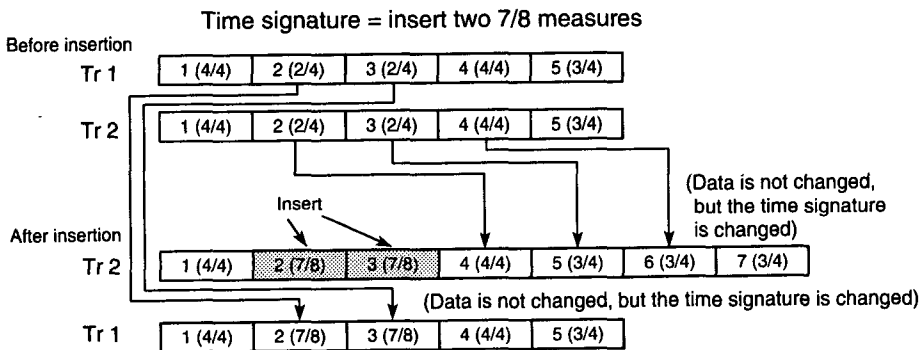 Time signature = insert two 7/8 measures
Before insertion
Tr 1 1 (4/4) 2 (2/4) 3 (2/4) 4 (4/4) 5 (3/4)
Tr 2 1 (4/4) 2 (2/4) 3 (2/4) 4 (4/4) 5 (3/4)
(Data is not changed,
but the time signature
is changed)
Insert
After insertion
Tr 2 1 (4/4) 2 (7/8) 3 (7/8) 4 (4/4) 5 (3/4) 6 (3/4) 7 (3/4)
(Data is not changed, but the time signature is changed)
Tr 1 1 (4/4) 2 (7/8) 3 (7/8) 4 (4/4) 5 (3/4)